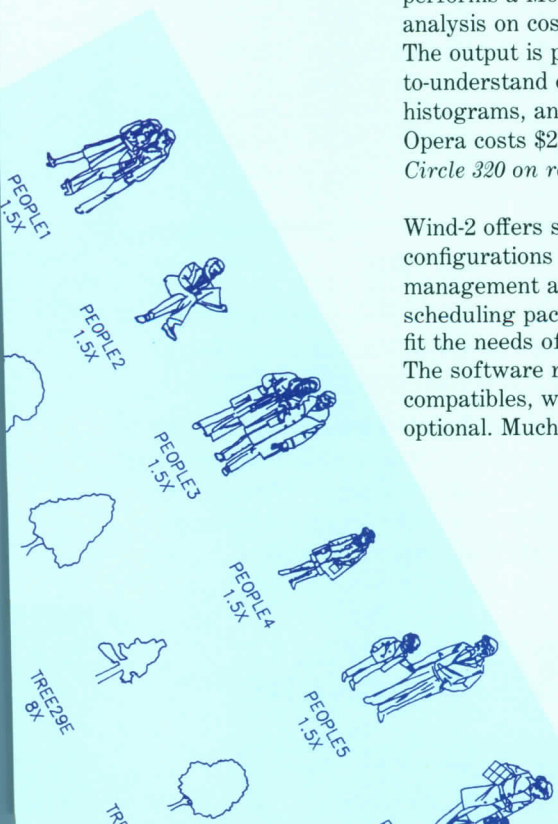 analysis on cos
The output is p
to-understand
histograms, an
Opera costs $2
Circle 320 on r
Wind-2 offers s
configurations
management a
scheduling pac
fit the needs of
The software r
compatibles, w
optional. Much
PEOPLE1
1.5X
PEOPLE2
1.5X
PEOPLE3
1.5X
PEOPLE4
1.5X
TREE29E
8X
PEOPLE5
1.5X